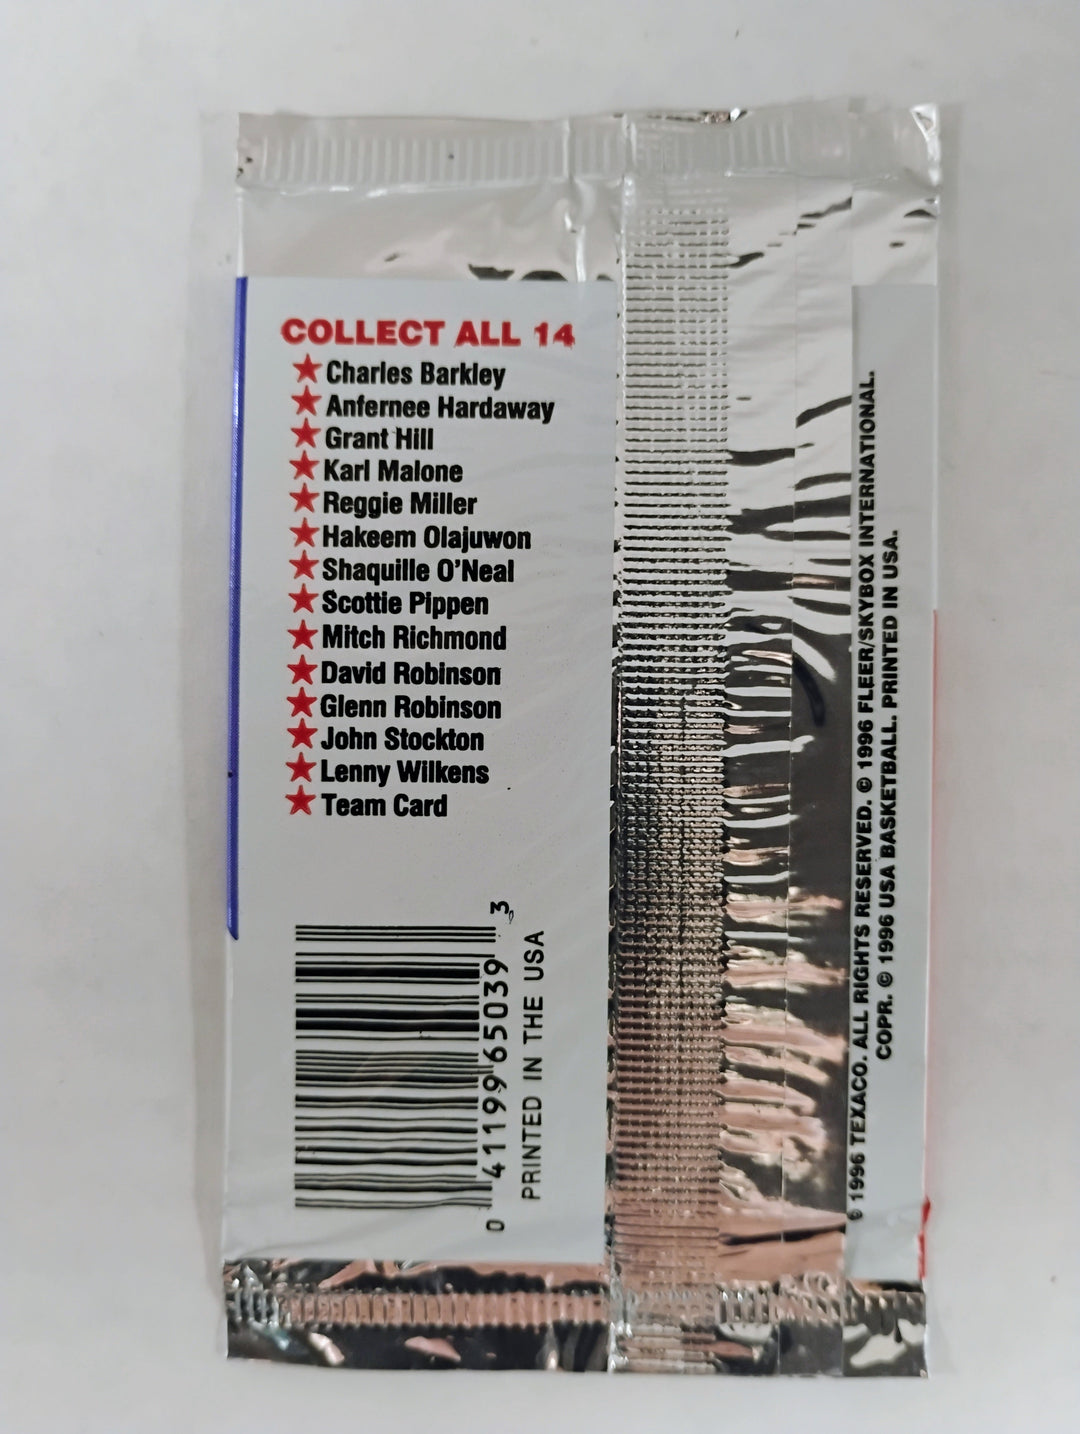 COLLECT ALL 14
Charles Barkley
Anfernee Hardaway
Grant Hill
Karl Malone
Reggie Miller
Hakeem Olajuwon
Shaquille O'Neal
Scottie Pippen
Mitch Richmond
David Robinson
Glenn Robinson
John Stockton
Lenny Wilkens
Team Card
0 41199 65039 3
PRINTED IN THE USA
© 1996 TEXACO. ALL RIGHTS RESERVED. © 1996 FLEER/SKYBOX INTERNATIONAL.
COPR. © 1996 USA BASKETBALL. PRINTED IN USA.